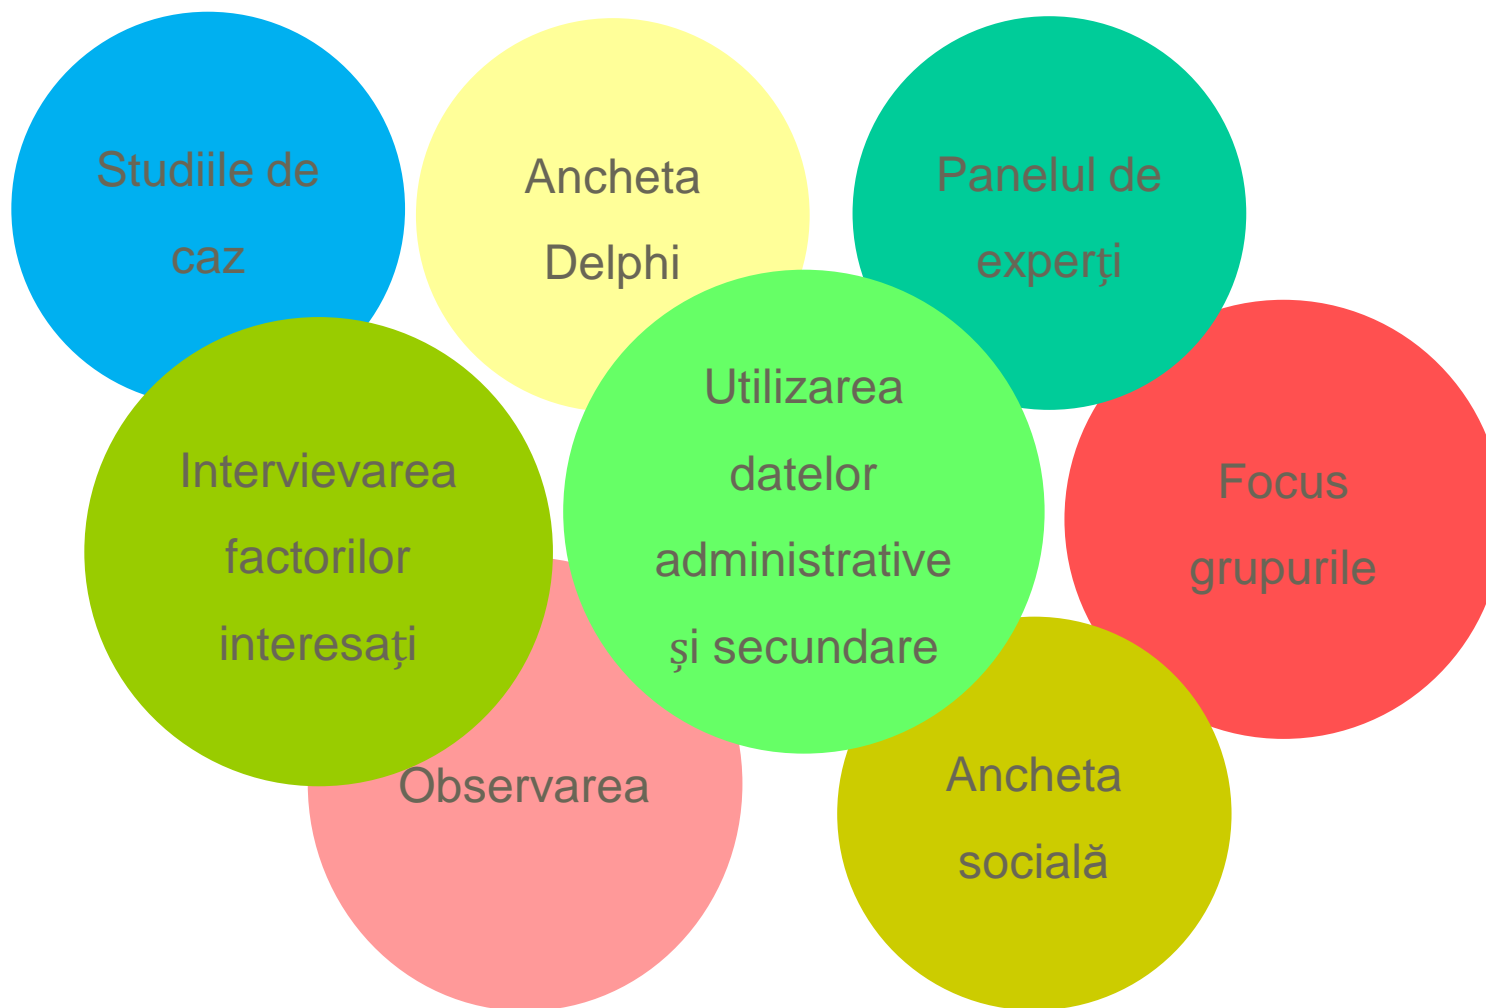 Studiile de
caz
Ancheta
Delphi
Panelul de
experți
Intervievarea
factorilor
interesați
Utilizarea
datelor
administrative
și secundare
Focus
grupurile
Observarea
Ancheta
socială